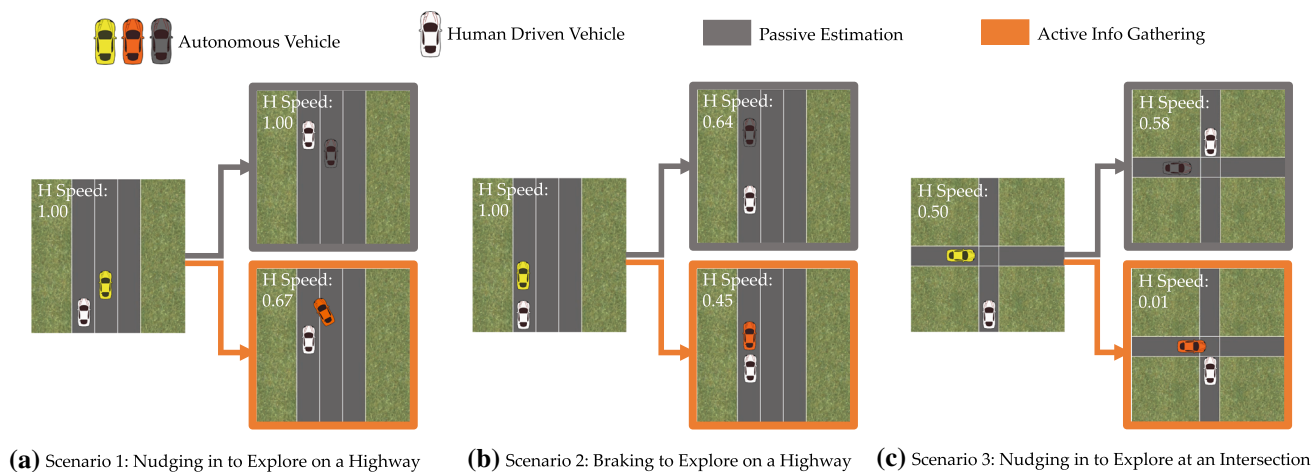 Autonomous Vehicle
Human Driven Vehicle
Passive Estimation
Active Info Gathering
H Speed:
1.00
H Speed:
1.00
H Speed:
0.67
H Speed:
1.00
H Speed:
0.64
H Speed:
0.45
H Speed:
0.50
H Speed:
0.58
H Speed:
0.01
(a) Scenario 1: Nudging in to Explore on a Highway
(b) Scenario 2: Braking to Explore on a Highway
(c) Scenario 3: Nudging in to Explore at an Intersection